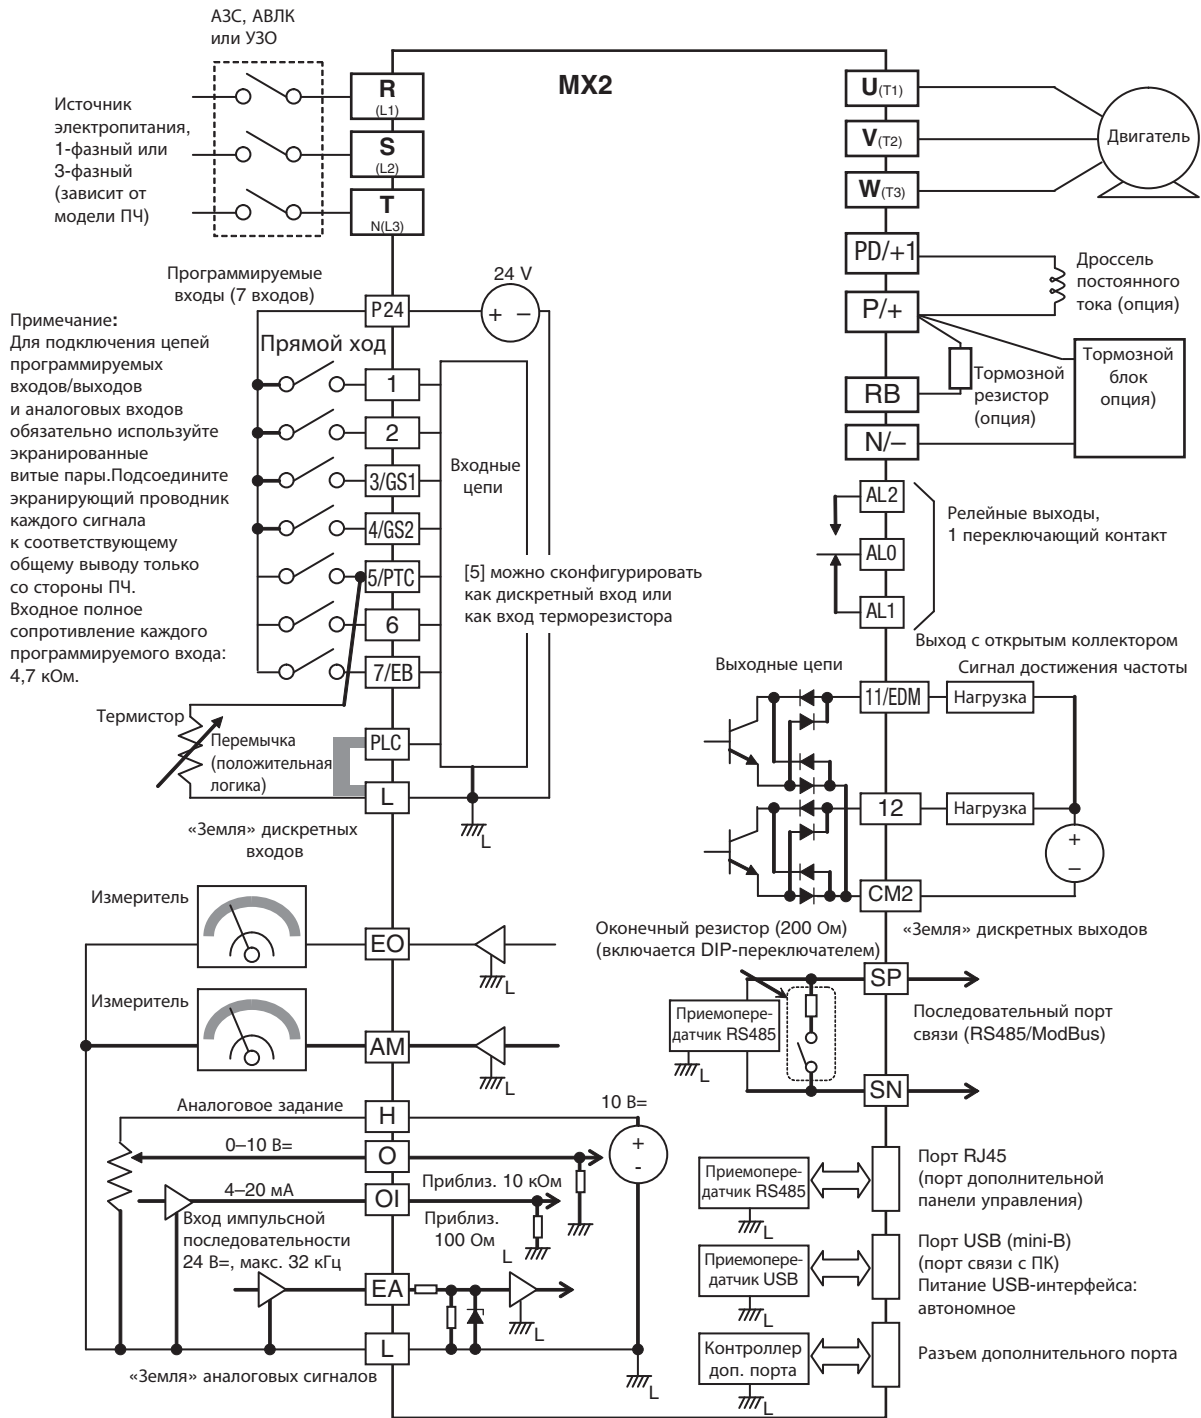 АЗС, АВЛК
или УЗО
MX2
Источник
электропитания,
1-фазный или
3-фазный
(зависит от
модели ПЧ)
R
(L1)
S
(L2)
T
N(L3)
U(T1)
V(T2)
W(T3)
Двигатель
PD/+1
P/+
Дроссель
постоянного
тока (опция)
RB
Тормозной
резистор
(опция)
Тормозной
блок
опция)
N/–
Программируемые
входы (7 входов)
24 V
+ –
P24
Примечание:
Для подключения цепей
программируемых
входов/выходов
и аналоговых входов
обязательно используйте
экранированные
витые пары.Подсоедините
экранирующий проводник
каждого сигнала
к соответствующему
общему выводу только
со стороны ПЧ.
Входное полное
сопротивление каждого
программируемого входа:
4,7 кОм.
Прямой ход
1
2
3/GS1
4/GS2
5/PTC
6
7/EB
Входные
цепи
[5] можно сконфигурировать
как дискретный вход или
как вход терморезистора
Термистор
Перемычка
(положительная
логика)
PLC
L
L
«Земля» дискретных
входов
AL2
AL0
AL1
Релейные выходы,
1 переключающий контакт
Выход с открытым коллектором
Выходные цепи
Сигнал достижения частоты
11/EDM
Нагрузка
12
Нагрузка
+
–
CM2
«Земля» дискретных выходов
Измеритель
EO
L
Измеритель
AM
L
Оконечный резистор (200 Ом)
(включается DIP-переключателем)
SP
Приемопере-
датчик RS485
L
Последовательный порт
связи (RS485/ModBus)
SN
Аналоговое задание
H
10 В=
+
-
0–10 В=
O
Приблиз. 10 кОм
4–20 мА
OI
Приблиз.
100 Ом
L
Вход импульсной
последовательности
24 В=, макс. 32 кГц
EA
L
L
L
«Земля» аналоговых сигналов
Приемопере-
датчик RS485
L
Порт RJ45
(порт дополнительной
панели управления)
Приемопере-
датчик USB
L
Порт USB (mini-B)
(порт связи с ПК)
Питание USB-интерфейса:
автономное
Контроллер
доп. порта
L
Разъем дополнительного порта